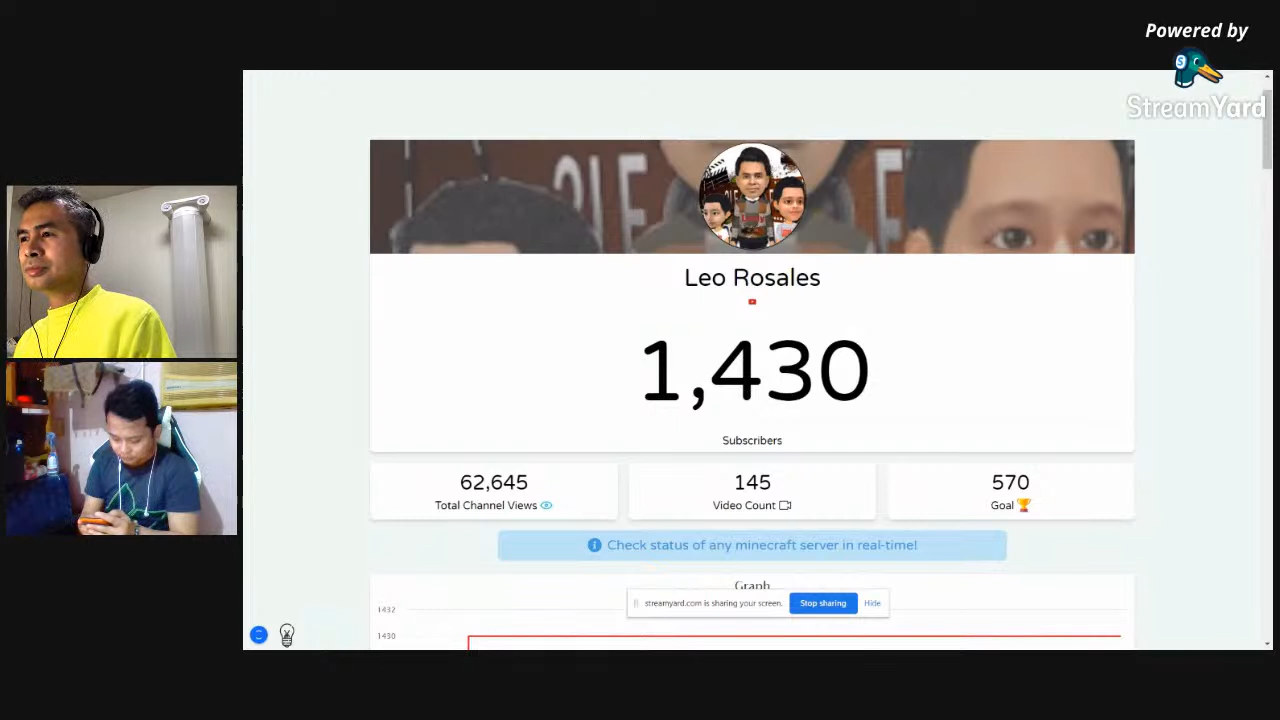 Powered by
StreamYard
Leo Rosales
1,430
Subscribers
62,645
Total Channel Views
145
Video Count
570
Goal
Check status of any minecraft server in real-time!
Graph
1432
streamyard.com is sharing your screen.
Stop sharing
Hide
1430